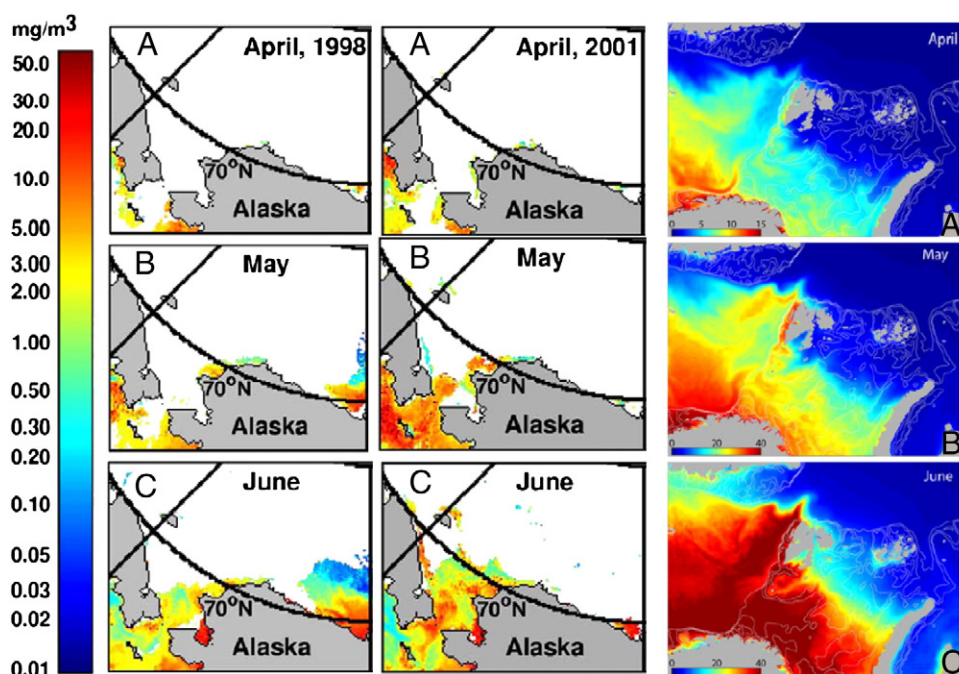 mg/m3
50.0
30.0
20.0
10.0
5.00
3.00
2.00
1.00
0.50
0.30
0.20
0.10
0.05
0.03
0.02
0.01
A April, 1998
70°N
Alaska
A April, 2001
70°N
Alaska
April
0 5 10 15
A
B May
70°N
Alaska
B May
70°N
Alaska
May
0 20 40
B
C June
70°N
Alaska
C June
70°N
Alaska
June
0 20 40
C